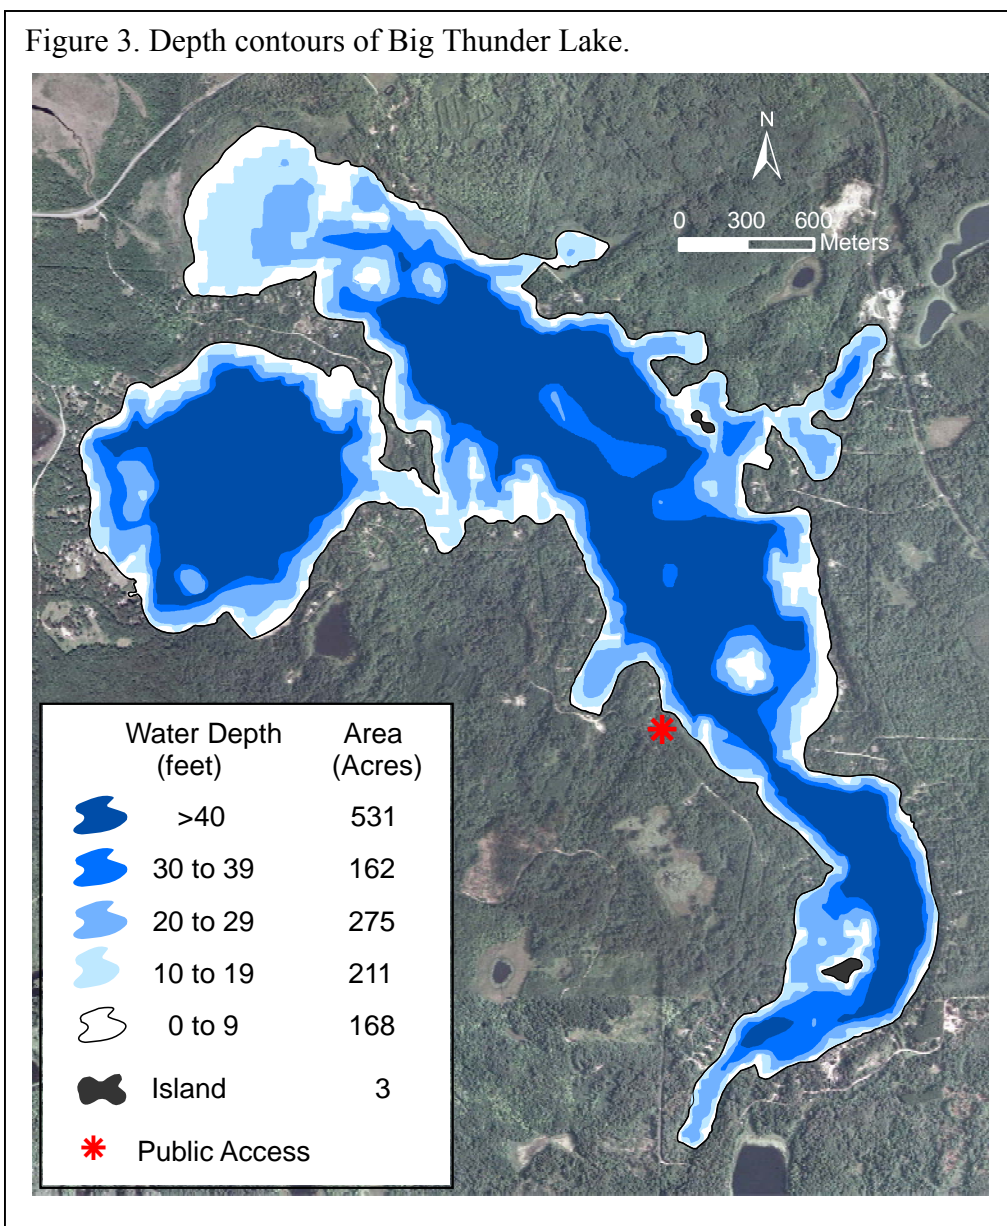 Figure 3. Depth contours of Big Thunder Lake.
N
0 300 600
Meters
Water Depth Area
(feet) (Acres)
>40 531
30 to 39 162
20 to 29 275
10 to 19 211
0 to 9 168
Island 3
Public Access